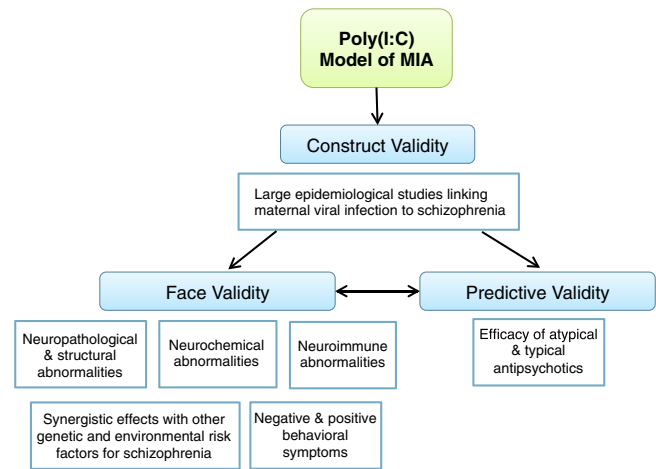 Poly(I:C)
Model of MIA
Construct Validity
Large epidemiological studies linking
maternal viral infection to schizophrenia
Face Validity
Predictive Validity
Neuropathological
& structural
abnormalities
Neurochemical
abnormalities
Neuroimmune
abnormalities
Efficacy of atypical
& typical
antipsychotics
Synergistic effects with other
genetic and environmental risk
factors for schizophrenia
Negative & positive
behavioral
symptoms